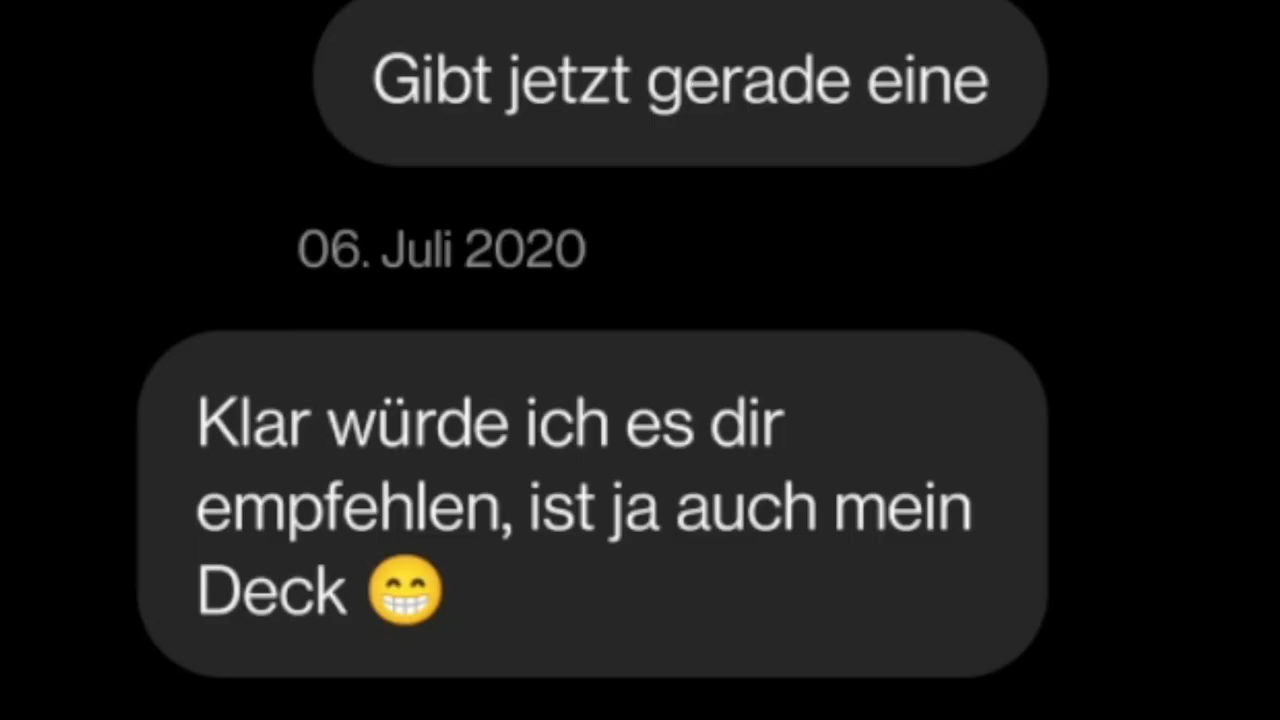 Gibt jetzt gerade eine
06. Juli 2020
Klar würde ich es dir
empfehlen, ist ja auch mein
Deck 😁